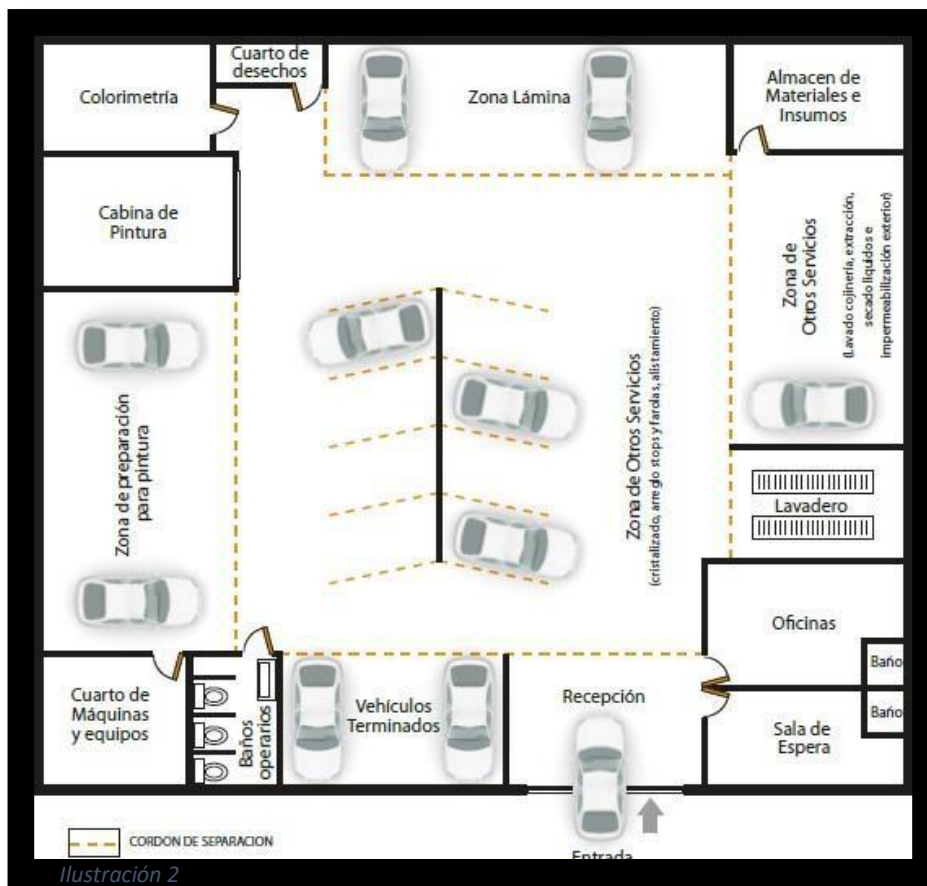 Colorimetría
Cuarto de
desechos
Zona Lámina
Almacen de
Materiales e
Insumos
Cabina de
Pintura
Zona de
Otros Servicios
(Lavado cojinería, extracción,
secado liquidos e
impermeabilización exterior)
Zona de preparación
para pintura
Zona de Otros Servicios
(cristalizado, arreglo stops y farolas, alistamiento)
Lavadero
Oficinas
Baño
Baño
Cuarto de
Máquinas
y equipos
Baños
operarios
Vehículos
Terminados
Recepción
Sala de
Espera
CORDON DE SEPARACION
Entrada
Ilustración 2